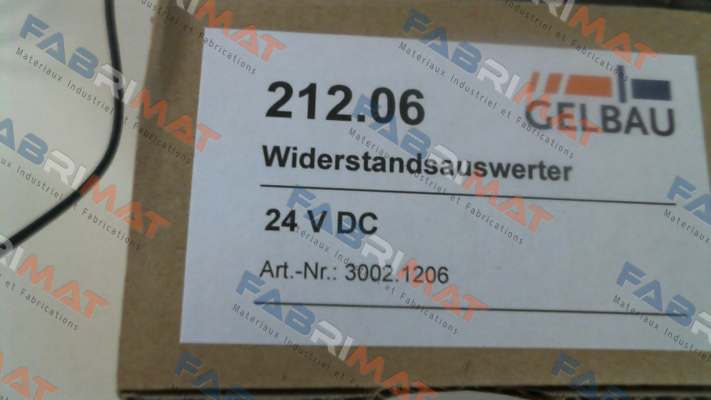 212.06
GELBAU
Widerstandsauswerter
24 V DC
Art.-Nr.: 3002.1206
FABRIMAT
Materiaux Industriel et Fabrications